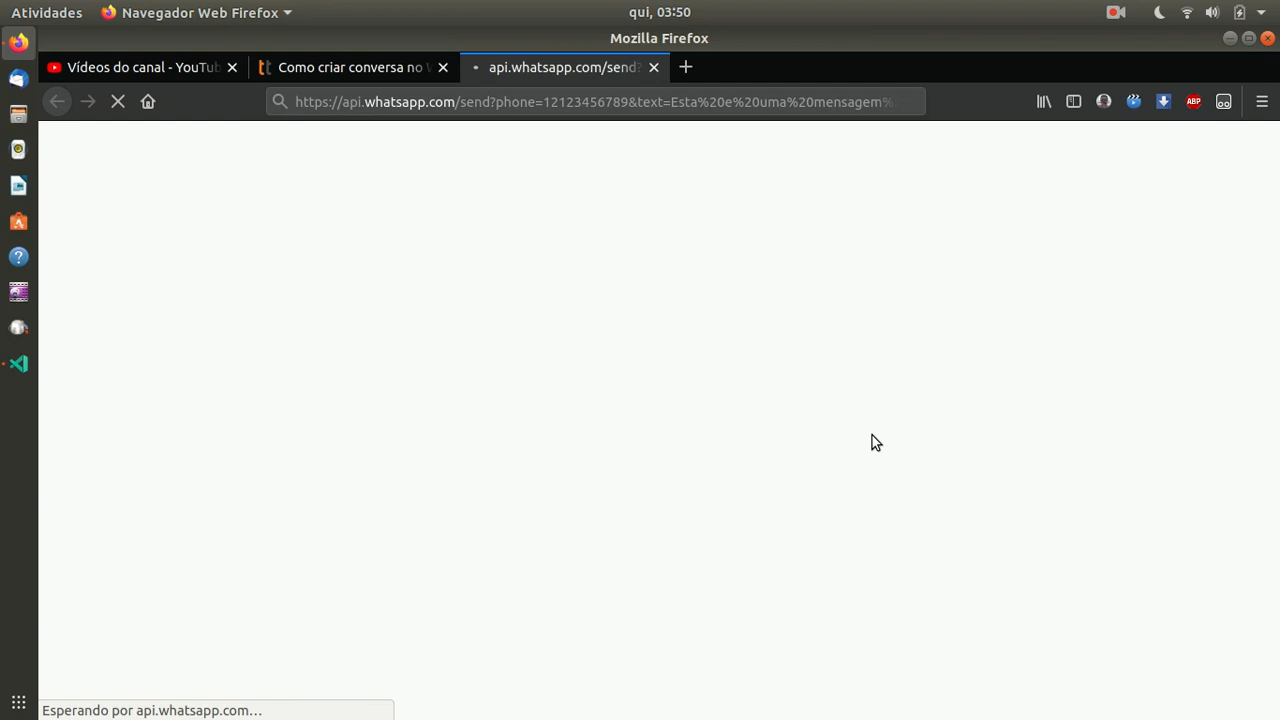 Atividades
Navegador Web Firefox
qui, 03:50
Mozilla Firefox
Vídeos do canal - YouTub
Como criar conversa no
api.whatsapp.com/send?
https://api.whatsapp.com/send?phone=12123456789&text=Esta%20e%20uma%20mensagem%
ABP
Esperando por api.whatsapp.com…